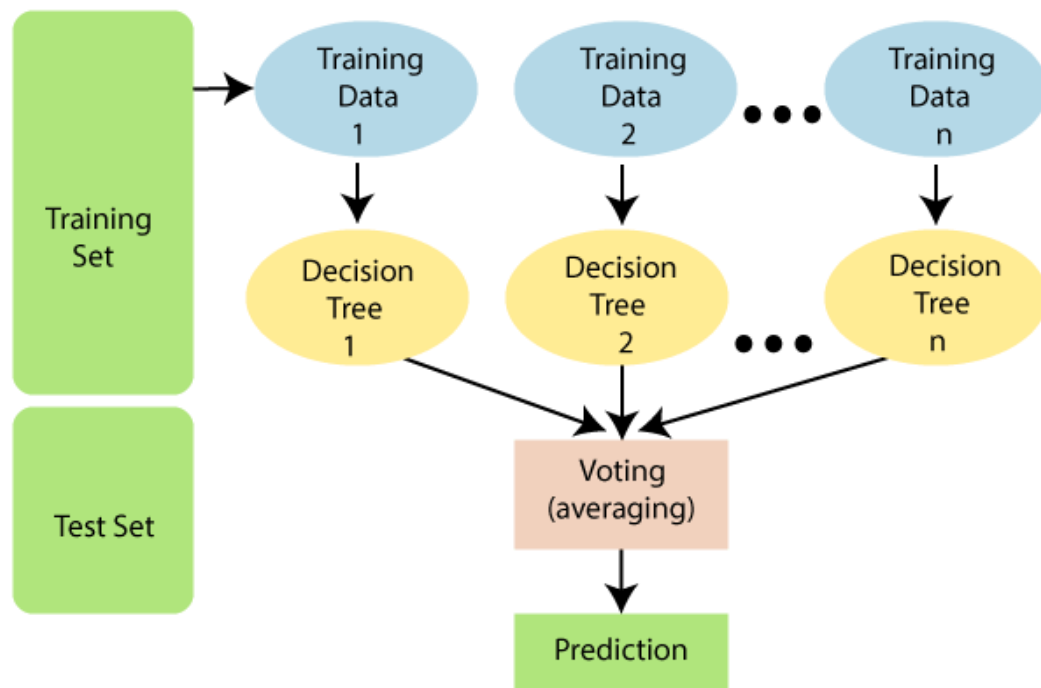 Training
Set
Test Set
Training
Data
1
Training
Data
2
Training
Data
n
Decision
Tree
1
Decision
Tree
2
Decision
Tree
n
Voting
(averaging)
Prediction